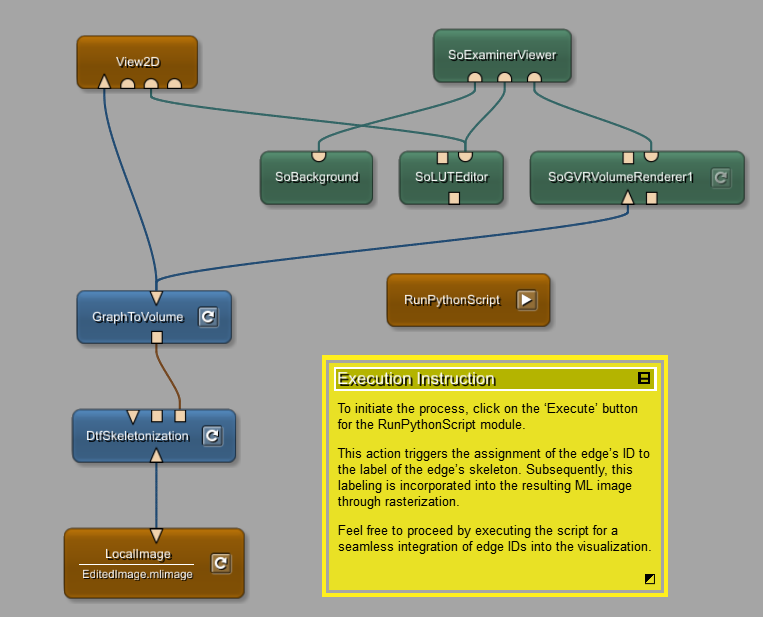 View2D
SoExaminerViewer
SoBackground
SoLUTEditor
SoGVRVolumeRenderer1
GraphToVolume
RunPythonScript
Execution Instruction
To initiate the process, click on the ‘Execute’ button
for the RunPythonScript module.
This action triggers the assignment of the edge’s ID to
the label of the edge’s skeleton. Subsequently, this
labeling is incorporated into the resulting ML image
through rasterization.
Feel free to proceed by executing the script for a
seamless integration of edge IDs into the visualization.
DtfSkeletonization
LocalImage
EditedImage.mlimage